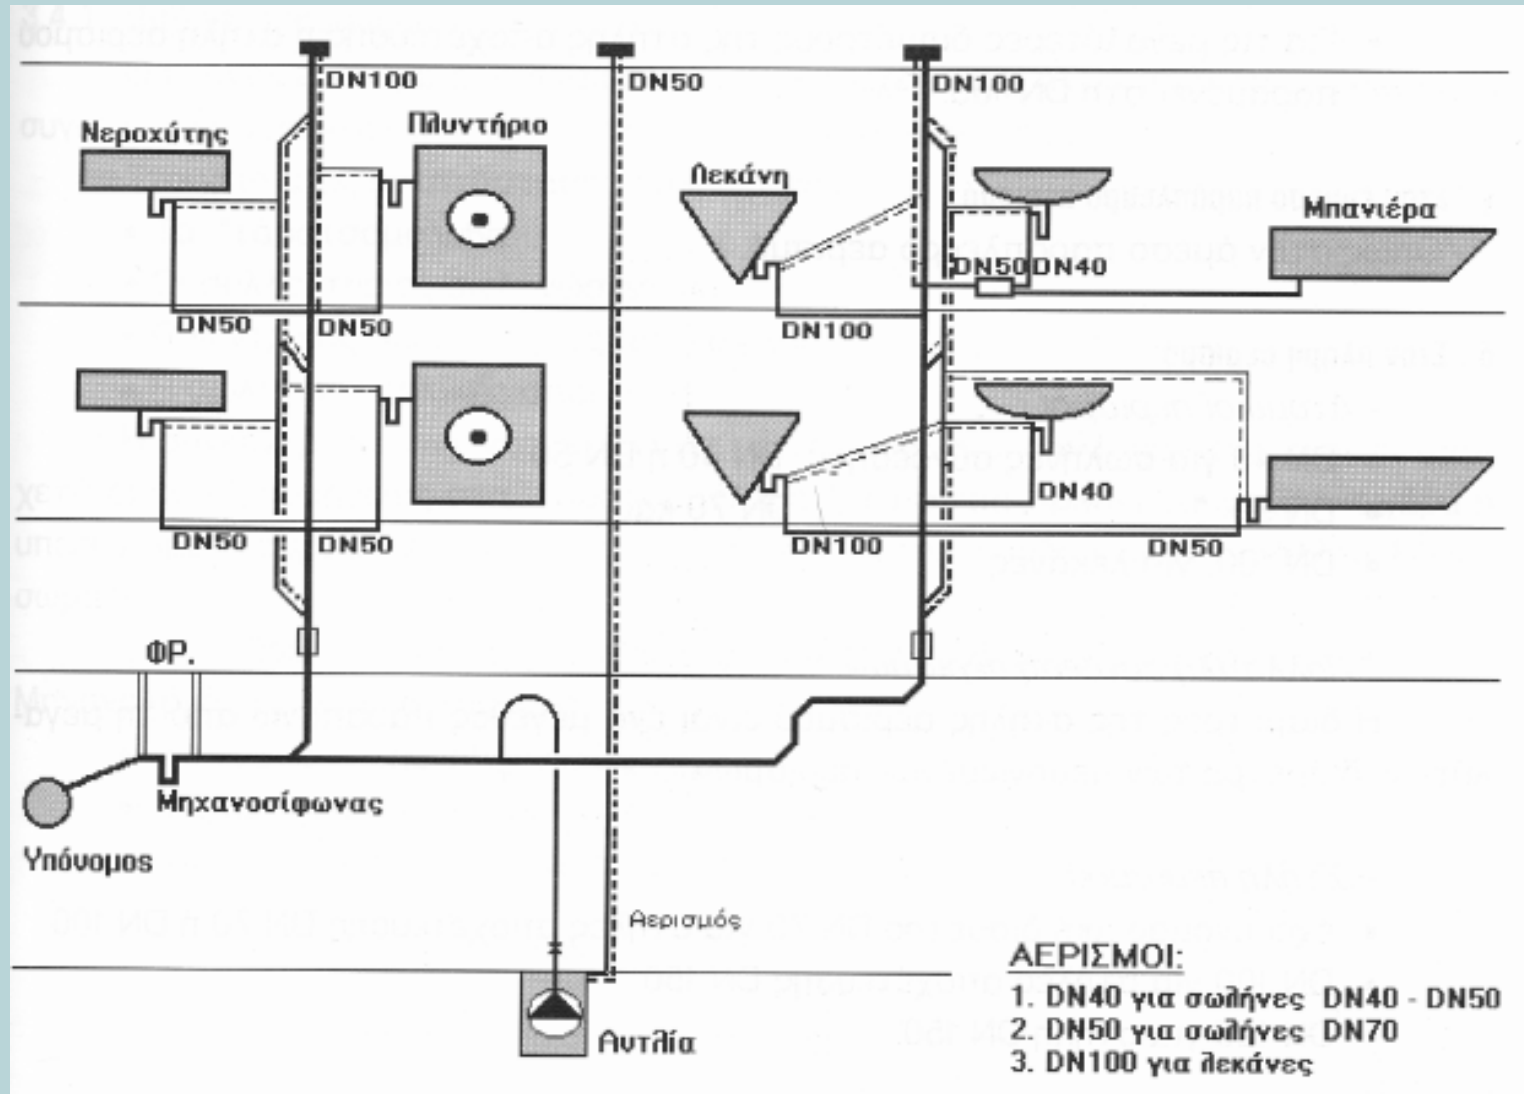 DN100
DN50
DN100
Νεροχύτης
Πλυντήριο
Λεκάνη
Μπανιέρα
DN50
DN40
DN50
DN50
DN100
DN40
DN50
DN50
DN100
DN50
ΦΡ.
Μηχανοσίφωνας
Υπόνομος
Αερισμός
Αντλία
ΑΕΡΙΣΜΟΙ:
1. DN40 για σωλήνες DN40 - DN50
2. DN50 για σωλήνες DN70
3. DN100 για λεκάνες